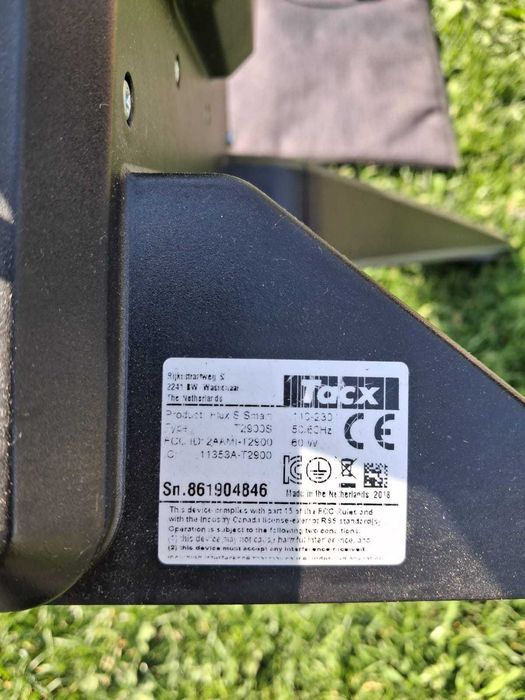 2241 BW Wassenaar
The Netherlands
Tacx
Product: Flux S Smart 110-230
Type: T2900S 50/60Hz
FCC ID: 2AAMI-T2900 60 W
IC: 11353A-T2900
CE
Sn.861904846
Made in the Netherlands 2018
This device complies with part 15 of the FCC Rules and
with the Industry Canada license-exempt RSS standard(s)
Operation is subject to the following two conditions:
(1) this device may not cause harmful interference, and
(2) this device must accept any interference received